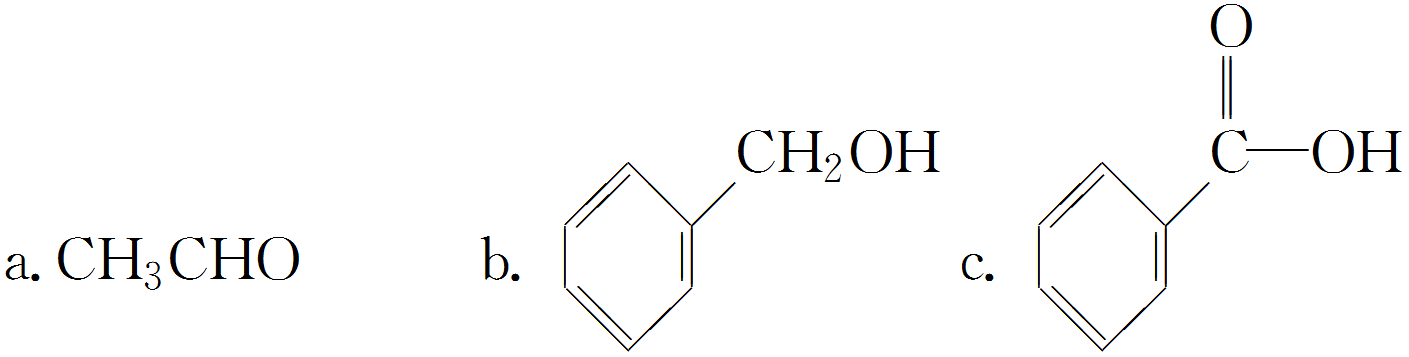 a. CH₃CHO b. CH₂OH c. O C OH